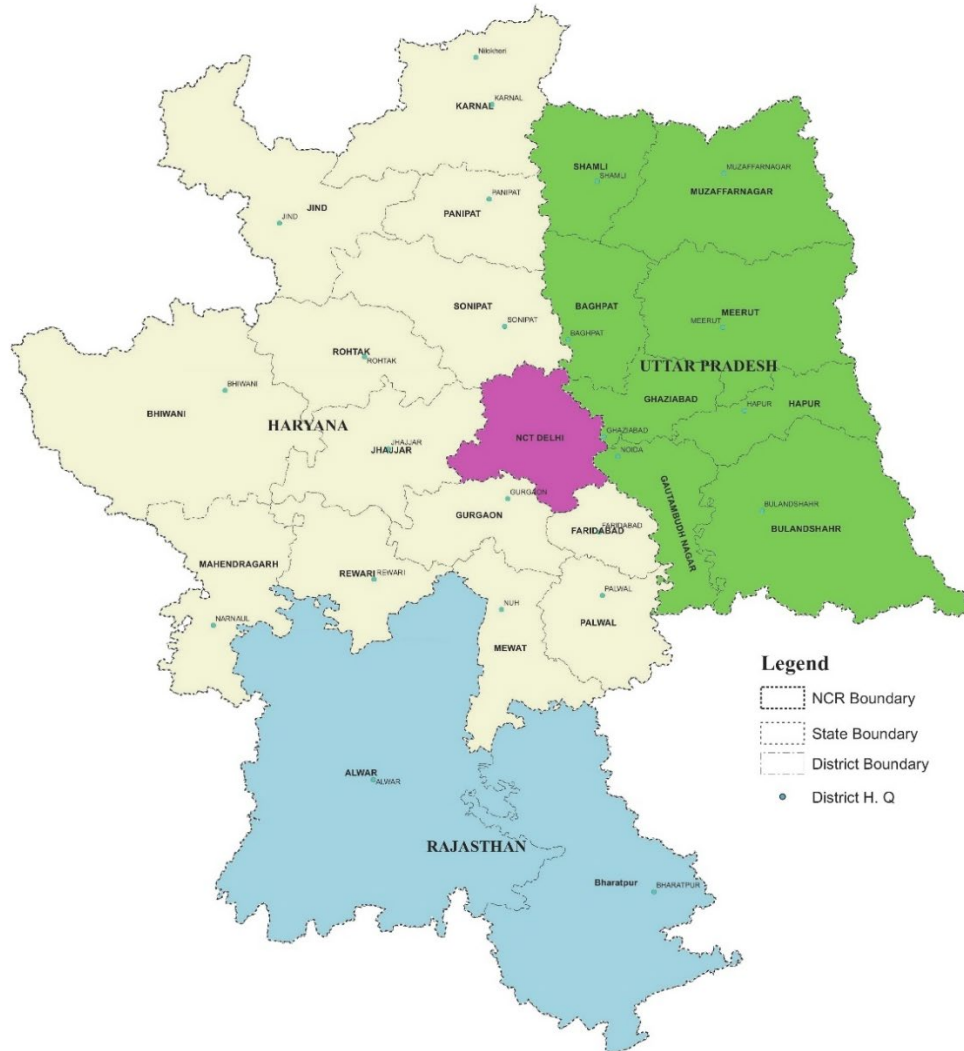 Nilokheri
KARNAL
KARNAL
SHAMLI
SHAMLI
MUZAFFARNAGAR
MUZAFFARNAGAR
PANIPAT
PANIPAT
JIND
JIND
SONIPAT
SONIPAT
BAGHPAT
BAGHPAT
MEERUT
MEERUT
ROHTAK
ROHTAK
UTTAR PRADESH
BHIWANI
BHIWANI
GHAZIABAD
HAPUR
HAPUR
HARYANA
NCT DELHI
GHAZIABAD
NOIDA
JHAJJAR
JHAJJAR
GURGAON
GURGAON
GAUTAMBUDH NAGAR
BULANDSHAHR
BULANDSHAHR
FARIDABAD
FARIDABAD
MAHENDRAGARH
REWARI
REWARI
NARNAUL
NUH
MEWAT
PALWAL
PALWAL
Legend
NCR Boundary
State Boundary
District Boundary
District H. Q
ALWAR
ALWAR
RAJASTHAN
Bharatpur
BHARATPUR